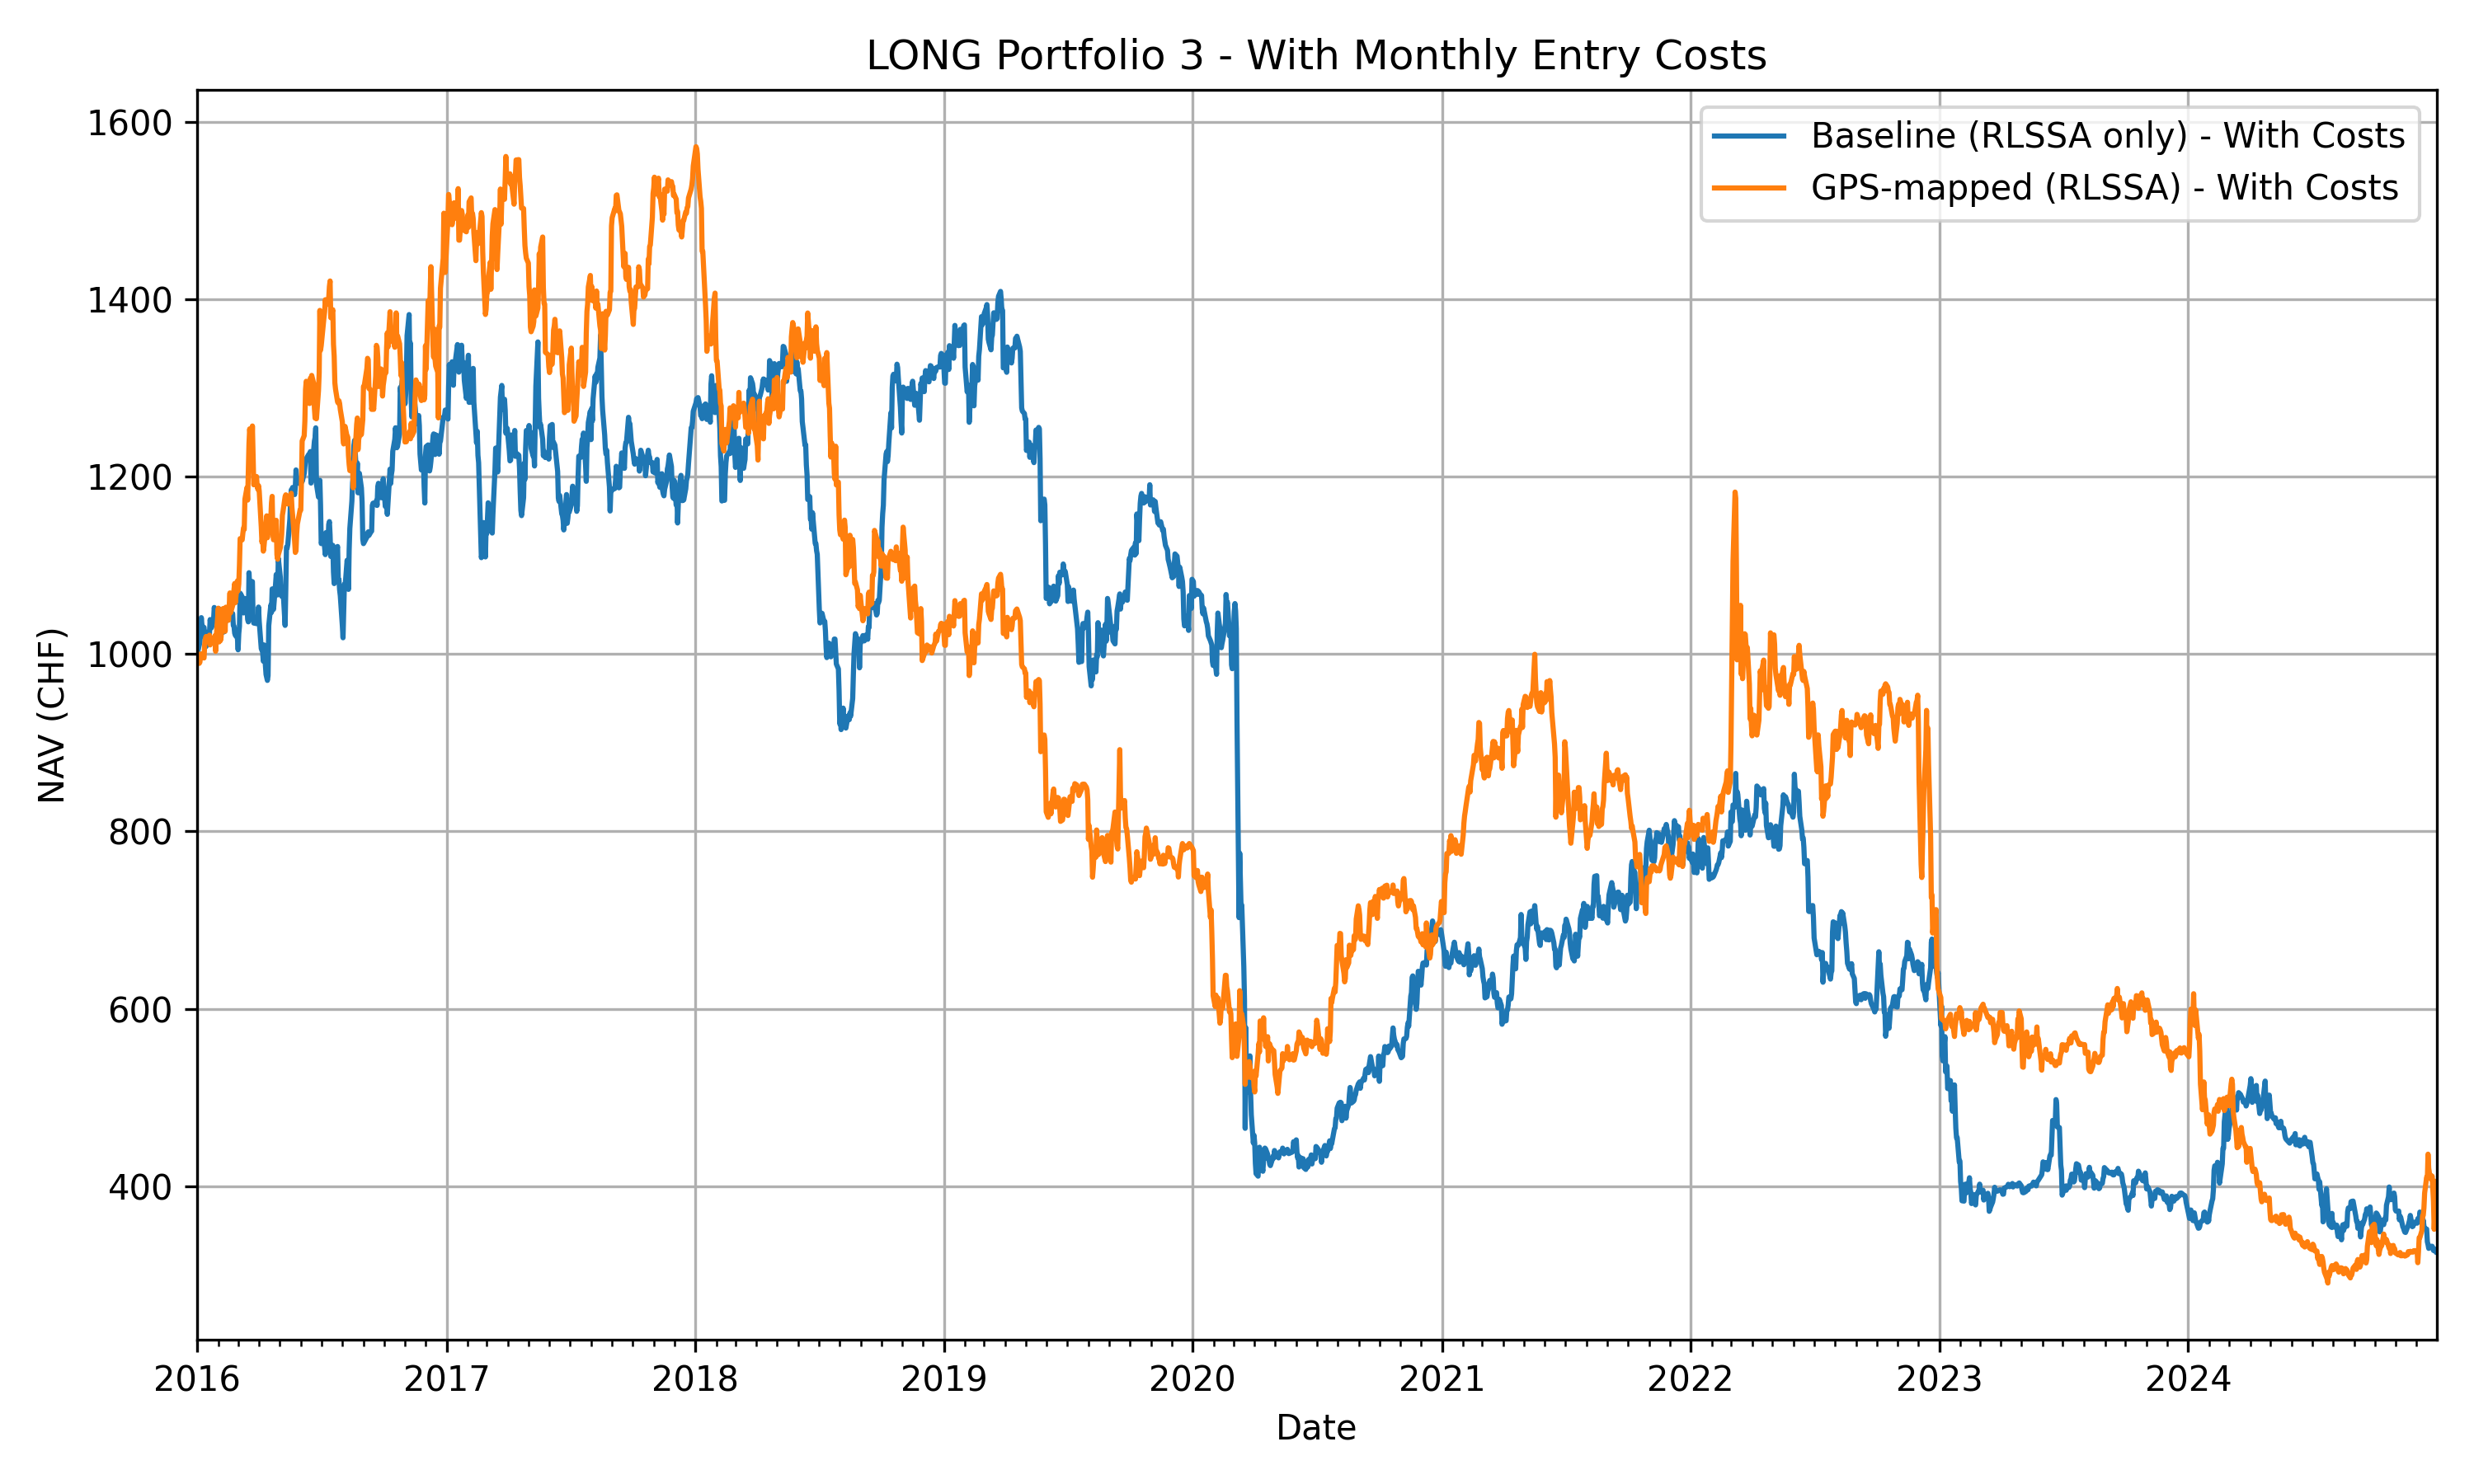 LONG Portfolio 3 - With Monthly Entry Costs
Baseline (RLSSA only) - With Costs
GPS-mapped (RLSSA) - With Costs
NAV (CHF)
1600
1400
1200
1000
800
600
400
2016 2017 2018 2019 2020 2021 2022 2023 2024
Date